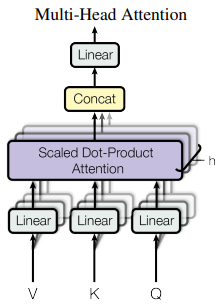 Multi-Head Attention
Linear
Concat
Scaled Dot-Product
Attention
h
Linear Linear Linear
V K Q